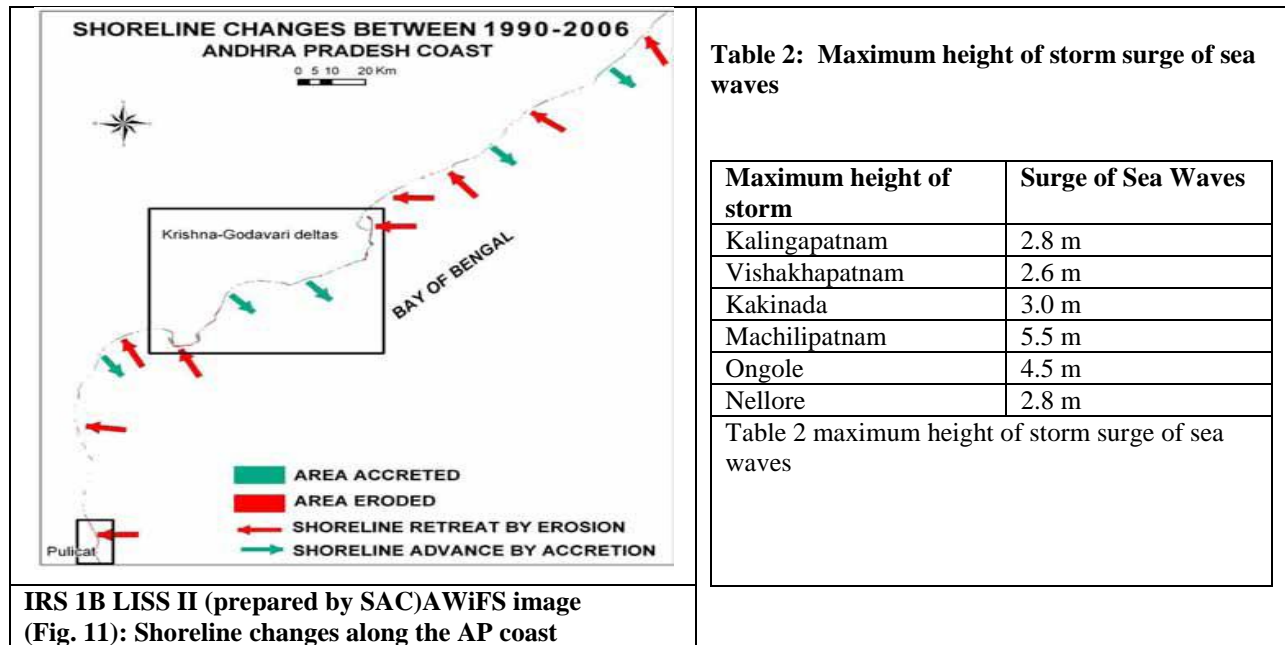 SHORELINE CHANGES BETWEEN 1990-2006
ANDHRA PRADESH COAST
0 5 10 20 Km
Krishna-Godavari deltas
BAY OF BENGAL
AREA ACCRETED
AREA ERODED
SHORELINE RETREAT BY EROSION
SHORELINE ADVANCE BY ACCRETION
Pulicat
IRS 1B LISS II (prepared by SAC)AWiFS image
(Fig. 11): Shoreline changes along the AP coast
Table 2: Maximum height of storm surge of sea
waves
Maximum height of
storm
Surge of Sea Waves
Kalingapatnam 2.8 m
Vishakhapatnam 2.6 m
Kakinada 3.0 m
Machilipatnam 5.5 m
Ongole 4.5 m
Nellore 2.8 m
Table 2 maximum height of storm surge of sea
waves